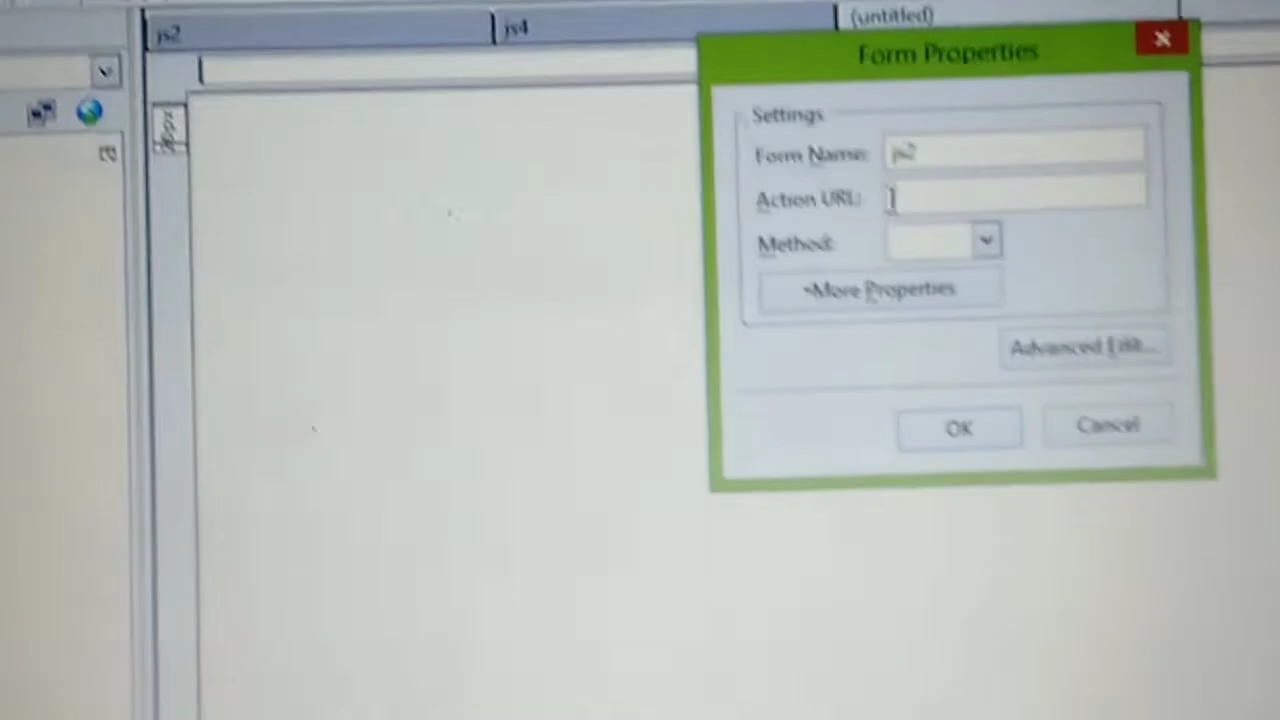 js2
js4
(untitled)
Form Properties
Settings
Form Name: js2
Action URL:
Method:
More Properties
Advanced Edit...
OK
Cancel